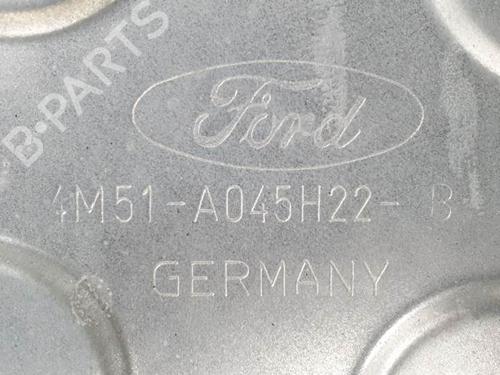 B-PARTS
Ford
4M51-A045H22- B
GERMANY